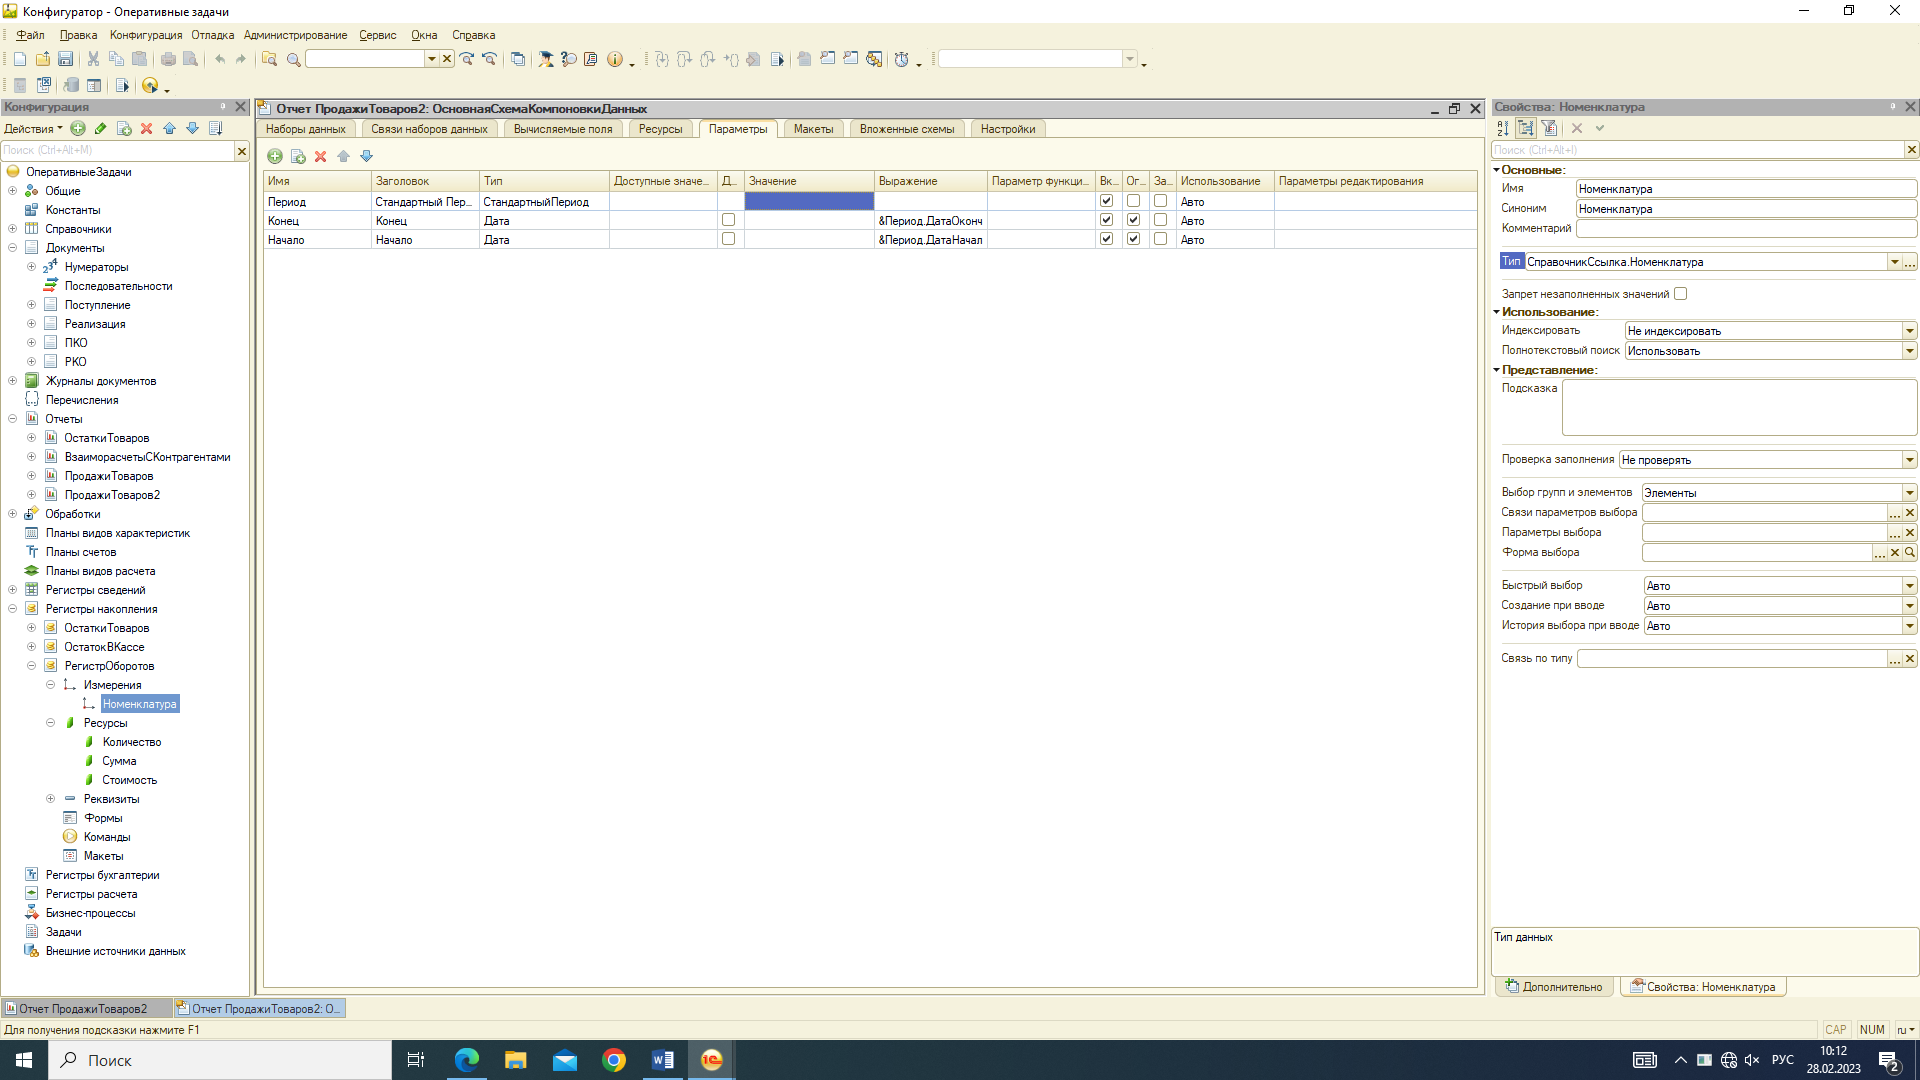 Конфигуратор - Оперативные задачи
Файл Правка Конфигурация Отладка Администрирование Сервис Окна Справка
Конфигурация
Действия
Поиск (Ctrl+Alt+M)
ОперативныеЗадачи
Общие
Константы
Справочники
Документы
Нумераторы
Последовательности
Поступление
Реализация
ПКО
РКО
Журналы документов
Перечисления
Отчеты
ОстаткиТоваров
ВзаиморасчетыСКонтрагентами
ПродажиТоваров
ПродажиТоваров2
Обработки
Планы видов характеристик
Планы счетов
Планы видов расчета
Регистры сведений
Регистры накопления
ОстаткиТоваров
ОстатокВКассе
РегистрОборотов
Измерения
Номенклатура
Ресурсы
Количество
Сумма
Стоимость
Реквизиты
Формы
Команды
Макеты
Регистры бухгалтерии
Регистры расчета
Бизнес-процессы
Задачи
Внешние источники данных
Отчет ПродажиТоваров2: ОсновнаяСхемаКомпоновкиДанных
Наборы данных Связи наборов данных Вычисляемые поля Ресурсы Параметры Макеты Вложенные схемы Настройки
Имя Заголовок Тип Доступные значе... Д... Значение Выражение Параметр функци... Вк... Ог... За... Использование Параметры редактирования
Период Стандартный Пер... СтандартныйПериод Авто
Конец Конец Дата &Период.ДатаОконч Авто
Начало Начало Дата &Период.ДатаНачал Авто
Свойства: Номенклатура
Поиск (Ctrl+Alt+I)
Основные:
Имя Номенклатура
Синоним Номенклатура
Комментарий
Тип СправочникСсылка.Номенклатура
Запрет незаполненных значений
Использование:
Индексировать Не индексировать
Полнотекстовый поиск Использовать
Представление:
Подсказка
Проверка заполнения Не проверять
Выбор групп и элементов Элементы
Связи параметров выбора
Параметры выбора
Форма выбора
Быстрый выбор Авто
Создание при вводе Авто
История выбора при вводе Авто
Связь по типу
Тип данных
Дополнительно Свойства: Номенклатура
Отчет ПродажиТоваров2 Отчет ПродажиТоваров2: О...
Для получения подсказки нажмите F1 CAP NUM ru
Поиск РУС 10:12
28.02.2023 2